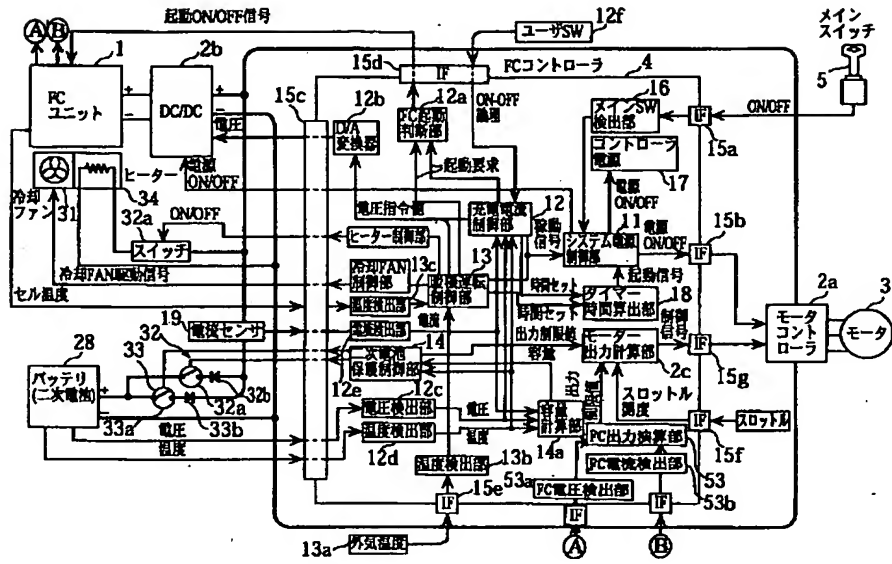 起動ON/OFF信号
Ⓐ Ⓑ
1
2b
FC
ユニット
DC/DC
電圧
+
−
+
−
12f
ユーザSW
メイン
スイッチ
5
15d
IF
FCコントローラ
4
15c
12b
D/A
変換器
12a
FC起動
判断部
ON-OFF
16
メインSW
検出部
IF
ON/OFF
15a
コントローラ
電源
17
起動要求
電源
ON/OFF
電圧指令値
充電電流
制御部
12
電源
ON/OFF
11
システム電源
制御部
電源
ON/OFF
15b
IF
ヒーター
34
冷却
ファン
31
32a
ON/OFF
スイッチ
ヒーター制御部
冷却FAN駆動信号
冷却FAN
制御部
13c
13
制御部
起動信号
時間セット
時間セット
タイマー
時間算出部
18
セル温度
温度検出部
電流
19
電流センサ
電流検出部
出力制限値
容量
モーター
出力計算部
2c
制御信号
IF
15g
2a
モータ
コントローラ
3
モータ
28
バッテリ
(二次電池)
+
−
32
33
32b
32a
33a
33b
14
二次電池
保護制御部
12e
12c
電圧検出部
電圧
温度検出部
温度
12d
電圧
温度
容量
計算部
14a
出力
制限値
スロットル
開度
IF
スロットル
15f
FC出力演算部
53
FC電流検出部
53b
13b
温度検出部
53a
FC電圧検出部
15e
IF
IF
IF
13a
外気温度
Ⓐ
Ⓑ